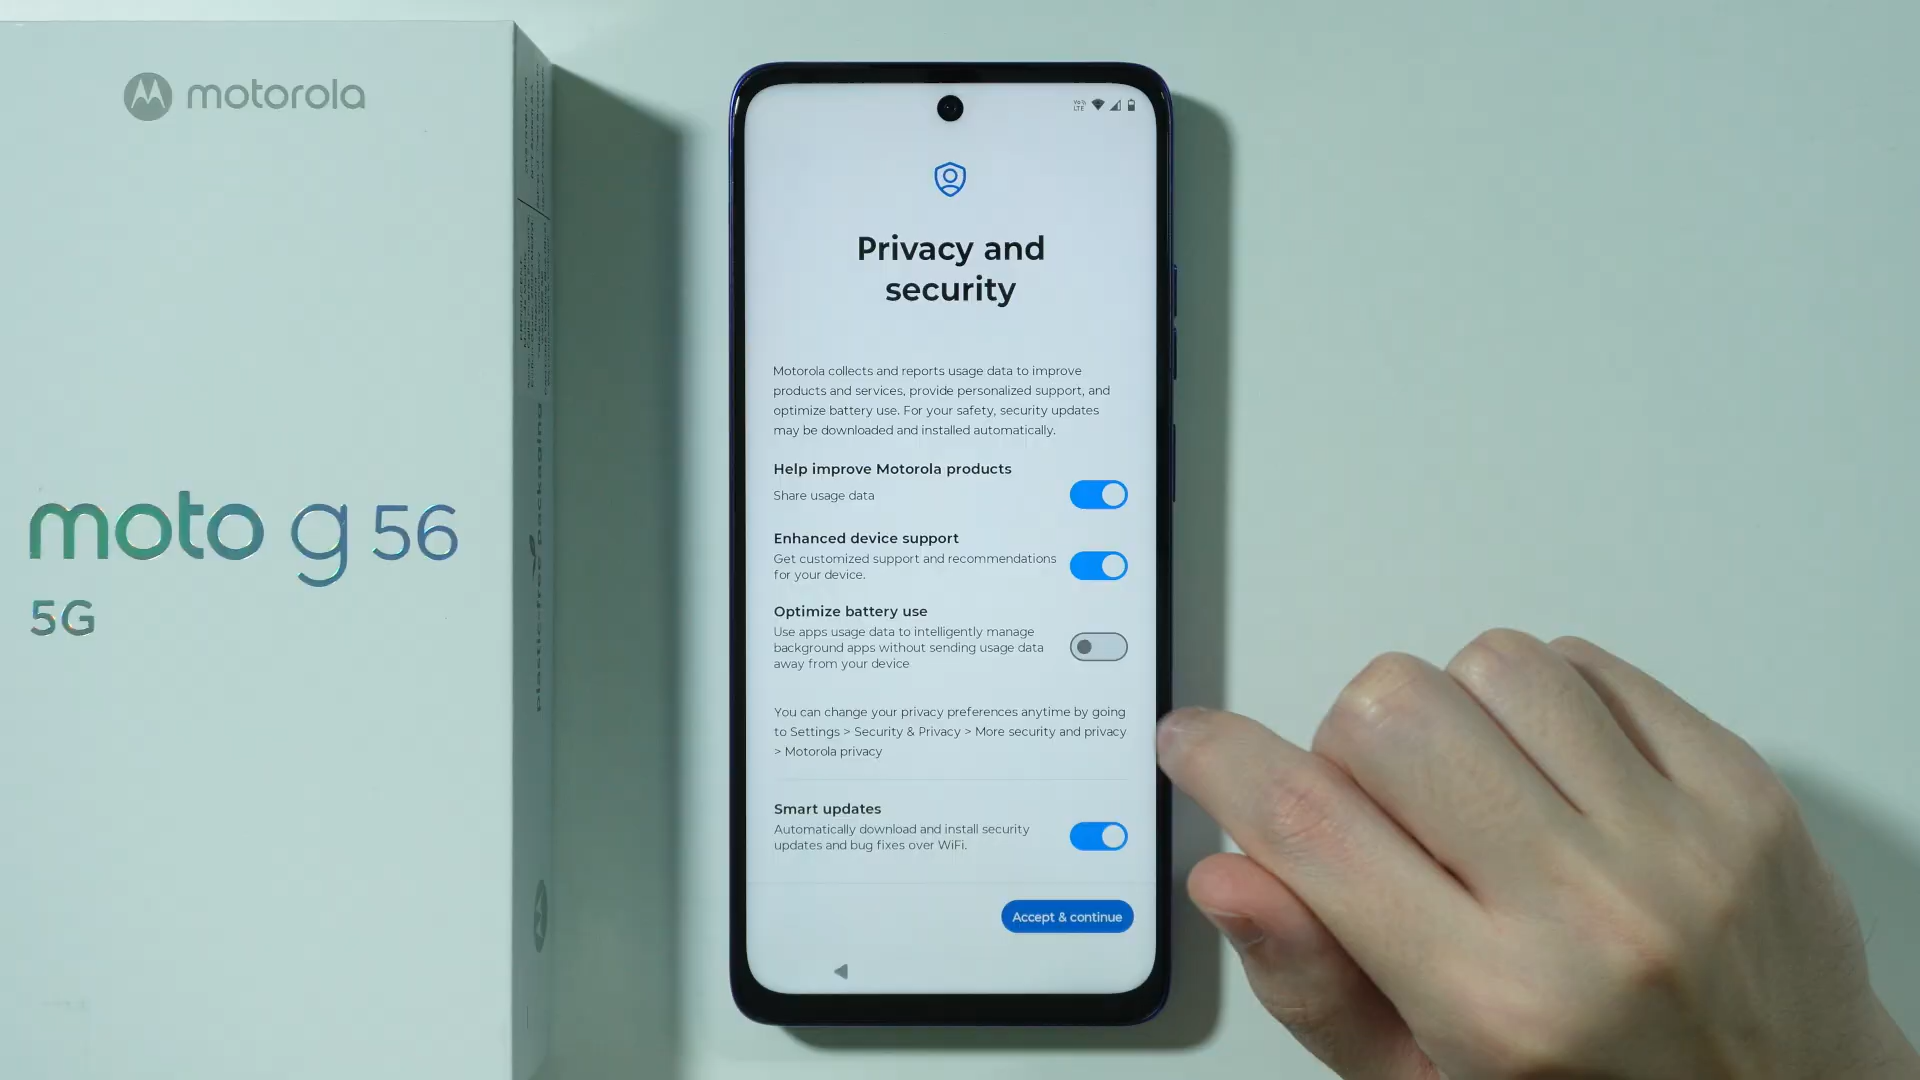 motorola
moto g 56
5G
plastic-free packaging
Vo
LTE
Privacy and
security
Motorola collects and reports usage data to improve
products and services, provide personalized support, and
optimize battery use. For your safety, security updates
may be downloaded and installed automatically.
Help improve Motorola products
Share usage data
Enhanced device support
Get customized support and recommendations
for your device.
Optimize battery use
Use apps usage data to intelligently manage
background apps without sending usage data
away from your device
You can change your privacy preferences anytime by going
to Settings > Security & Privacy > More security and privacy
> Motorola privacy
Smart updates
Automatically download and install security
updates and bug fixes over WiFi.
Accept & continue